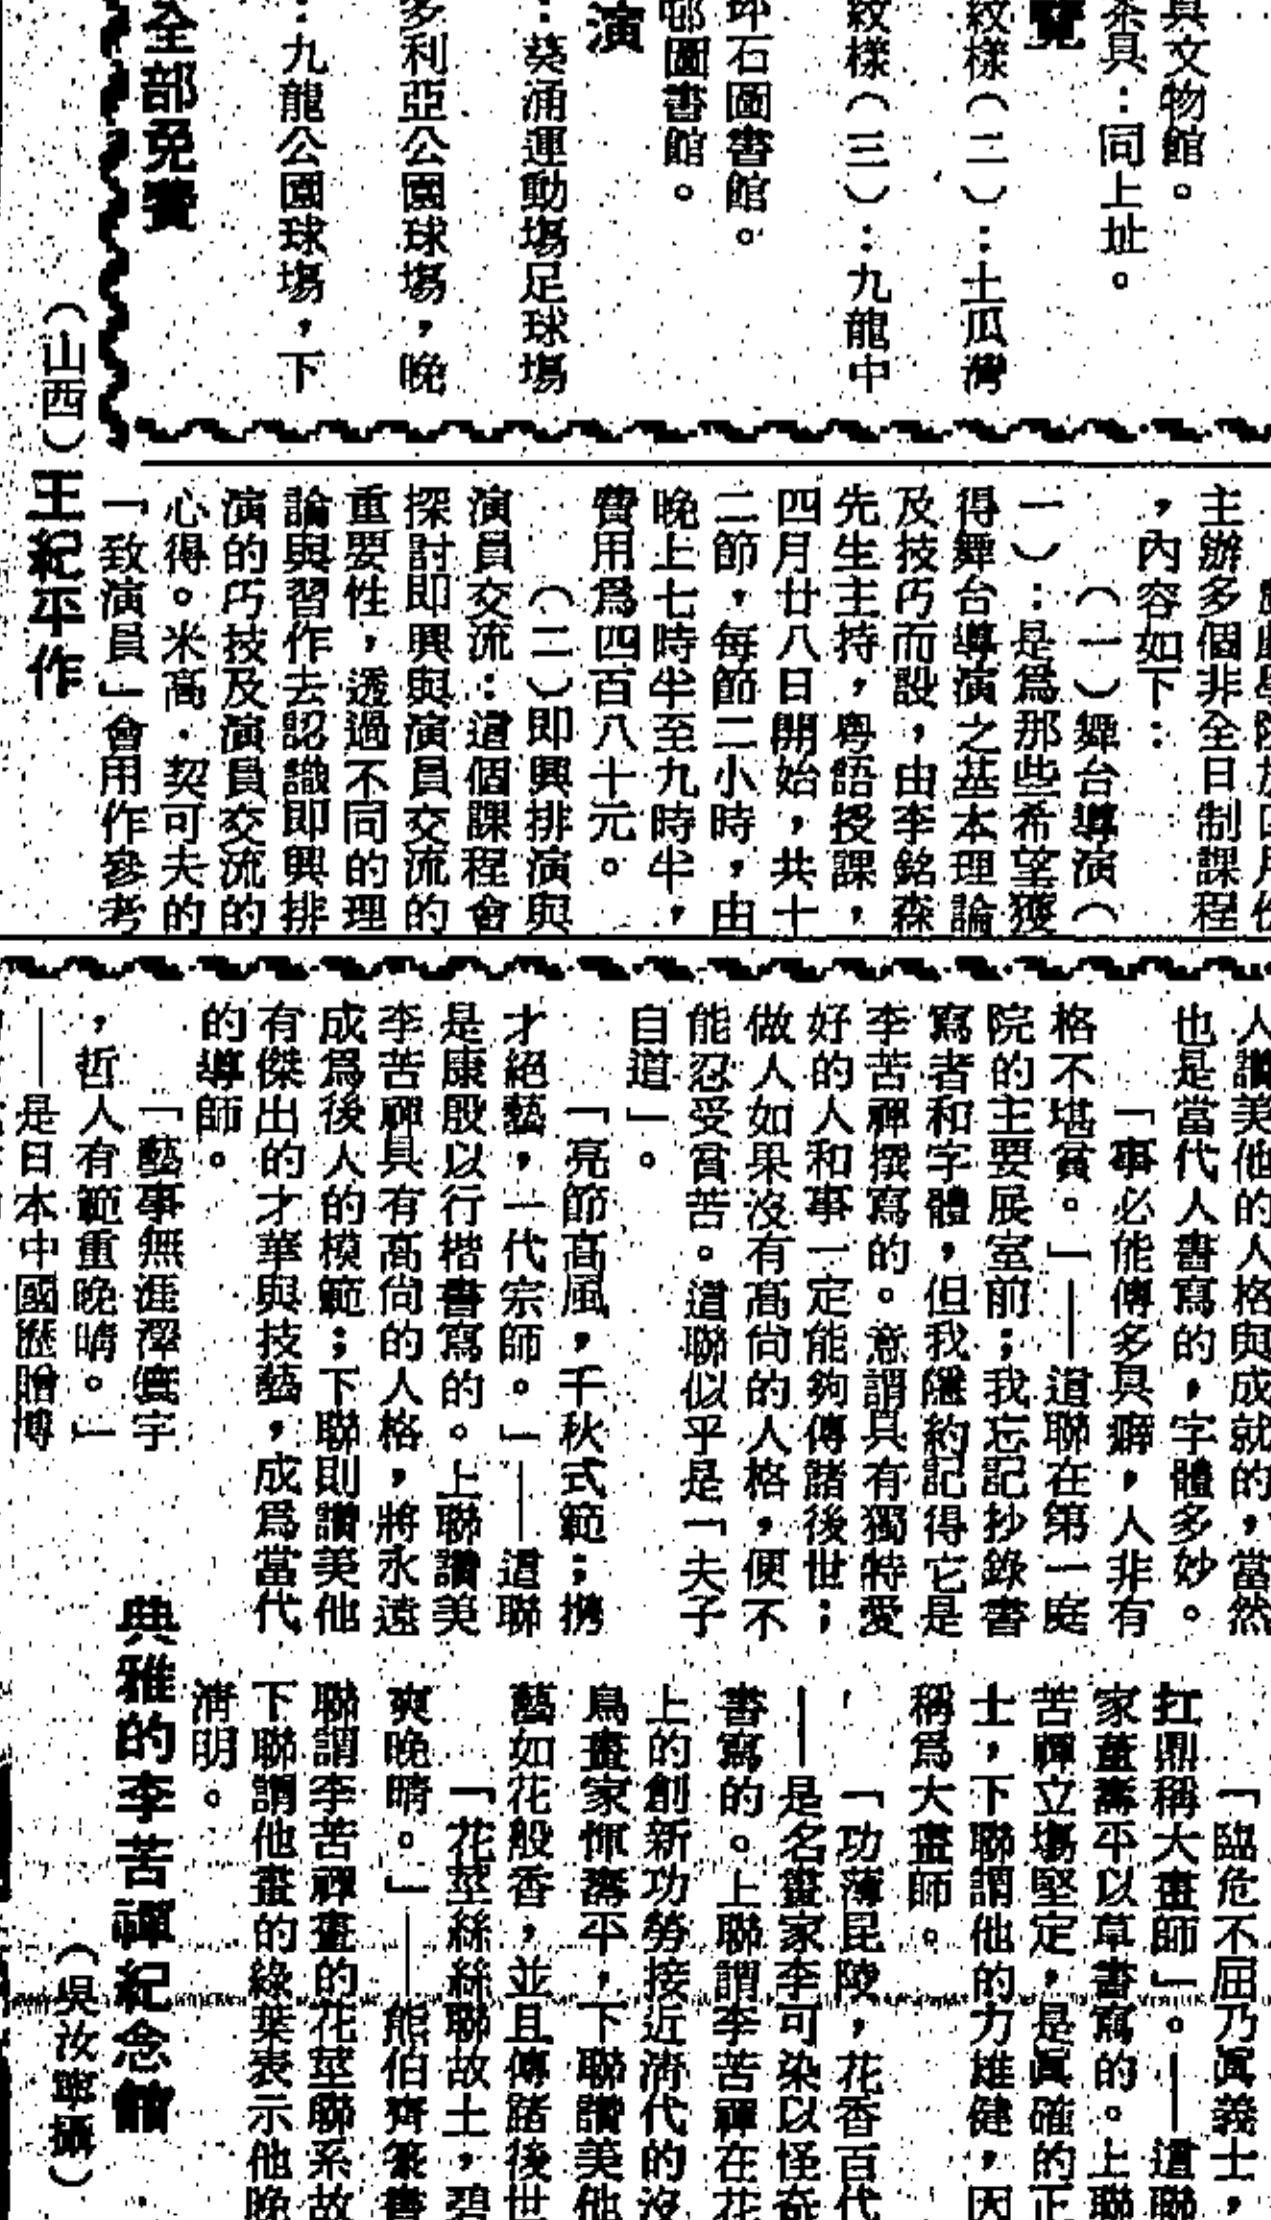 具文物館。
茶具：同上址。
覽
紋樣（二）：土瓜灣
紋樣（三）：九龍中
坪石圖書館。
邨圖書館。
演
：葵涌運動塲足球塲
多利亞公園球塲，晚
：九龍公園球塲，下
全部免費
（山西）王紀平作
主辦多個非全日制課程
，內容如下：
（一）舞台導演（
一）：是爲那些希望獲
得舞台導演之基本理論
及技巧而設，由李銘森
先生主持，粵語授課，
四月廿八日開始，共十
二節，每節二小時，由
晚上七時半至九時半，
費用爲四百八十元。
（二）即興排演與
演員交流：這個課程會
探討即興與演員交流的
重要性，透過不同的理
論與習作去認識即興排
演的巧技及演員交流的
心得。米高．契可夫的
「致演員」會用作參考
人讚美他的人格與成就的，當然
也是當代人書寫的，字體多妙。
「事必能傳多具癖，人非有
格不堪貧。」——這聯在第一庭
院的主要展室前；我忘記抄錄書
寫者和字體，但我隱約記得它是
李苦禪撰寫的。意謂具有獨特愛
好的人和事一定能夠傳諸後世；
做人如果沒有高尚的人格，便不
能忍受貧苦。這聯似乎是「夫子
自道」。
「亮節高風，千秋式範；携
才絕藝，一代宗師。」——這聯
是康殷以行楷書寫的。上聯讚美
李苦禪具有高尚的人格，將永遠
成爲後人的模範；下聯則讚美他
有傑出的才華與技藝，成爲當代
的導師。
「藝事無涯澤寰宇
，哲人有範重晚晴。」
——是日本中國歷瞻博
「臨危不屈乃眞義士，
扛鼎稱大畫師」。——這聯
家董壽平以草書寫的。上聯
苦禪立塲堅定，是眞確的正
士，下聯謂他的力雄健，因
稱爲大畫師。
「功薄毘陵，花香百代
——是名畫家李可染以怪奇
書寫的。上聯謂李苦禪在花
上的創新功勞接近淸代的沒
鳥畫家惲壽平，下聯讚美他
藝如花般香，並且傳諸後世
「花莖絲絲聯故土，碧
爽晚晴。」——熊伯齊篆書
聯謂李苦禪畫的花莖聯系故
下聯謂他畫的綠葉表示他晚
淸明。
典雅的李苦禪紀念館
（吳汝攝）